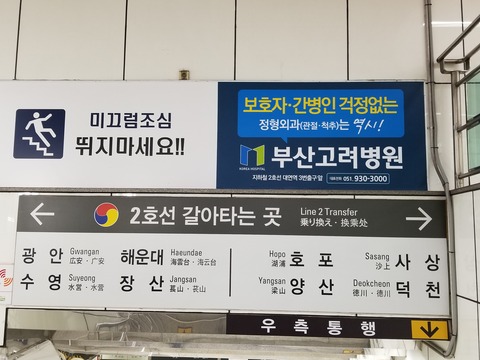 미끄럼조심
뛰지마세요!!
보호자·간병인 걱정없는
정형외과(관절·척추)는 역시!
KOREA HOSPITAL
부산고려병원
지하철 2호선 대연역 3번출구앞 대표전화 051. 930-3000
2호선 갈아타는 곳 Line 2 Transfer
乗り換え·換乘处
광안 Gwangan
広安·广安
해운대 Haeundae
海雲台·海云台
Hopo 호포
湖浦
Sasang 사상
沙上
수영 Suyeong
水営·水营
장산 Jangsan
萇山·苌山
Yangsan 양산
梁山
Deokcheon 덕천
徳川·德川
우측통행